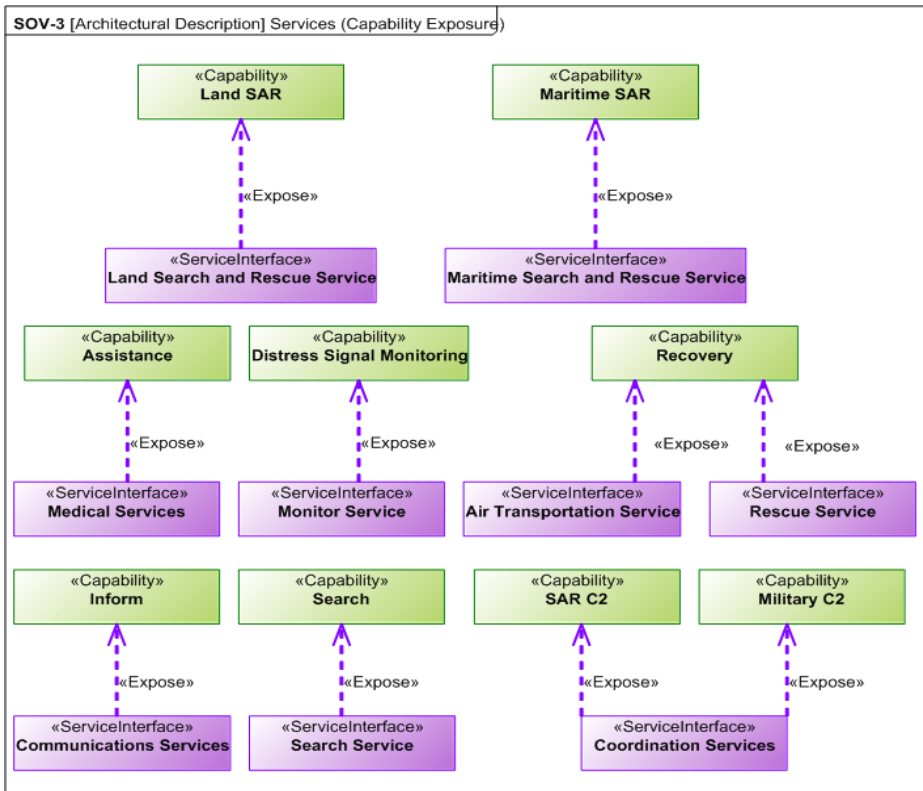 SOV-3 [Architectural Description] Services (Capability Exposure)
«Capability»
Land SAR
«Capability»
Maritime SAR
«Expose»
«Expose»
«ServiceInterface»
Land Search and Rescue Service
«ServiceInterface»
Maritime Search and Rescue Service
«Capability»
Assistance
«Capability»
Distress Signal Monitoring
«Capability»
Recovery
«Expose»
«Expose»
«Expose»
«Expose»
«ServiceInterface»
Medical Services
«ServiceInterface»
Monitor Service
«ServiceInterface»
Air Transportation Service
«ServiceInterface»
Rescue Service
«Capability»
Inform
«Capability»
Search
«Capability»
SAR C2
«Capability»
Military C2
«Expose»
«Expose»
«Expose»
«Expose»
«ServiceInterface»
Communications Services
«ServiceInterface»
Search Service
«ServiceInterface»
Coordination Services